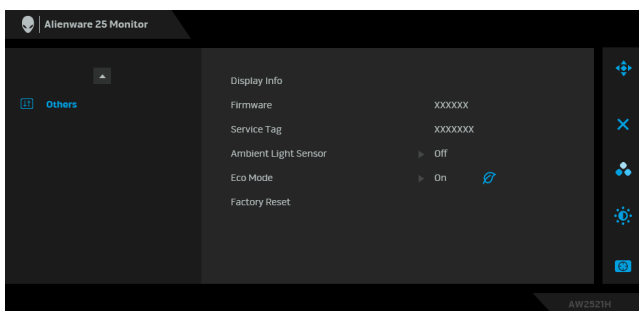 Alienware 25 Monitor
Others
Display Info
Firmware XXXXXX
Service Tag XXXXXXX
Ambient Light Sensor Off
Eco Mode On
Factory Reset
AW2521H